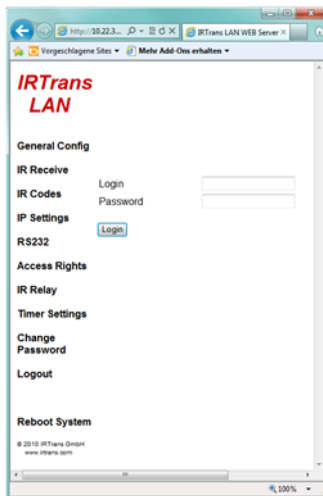 http://10.22.3...
IRTrans LAN WEB Server
Vorgeschlagene Sites
Mehr Add-Ons erhalten
IRTrans
LAN
General Config
IR Receive
IR Codes
IP Settings
RS232
Access Rights
IR Relay
Timer Settings
Change
Password
Logout
Reboot System
© 2010 IRTrans GmbH
www.irtrans.com
Login
Password
Login
100%